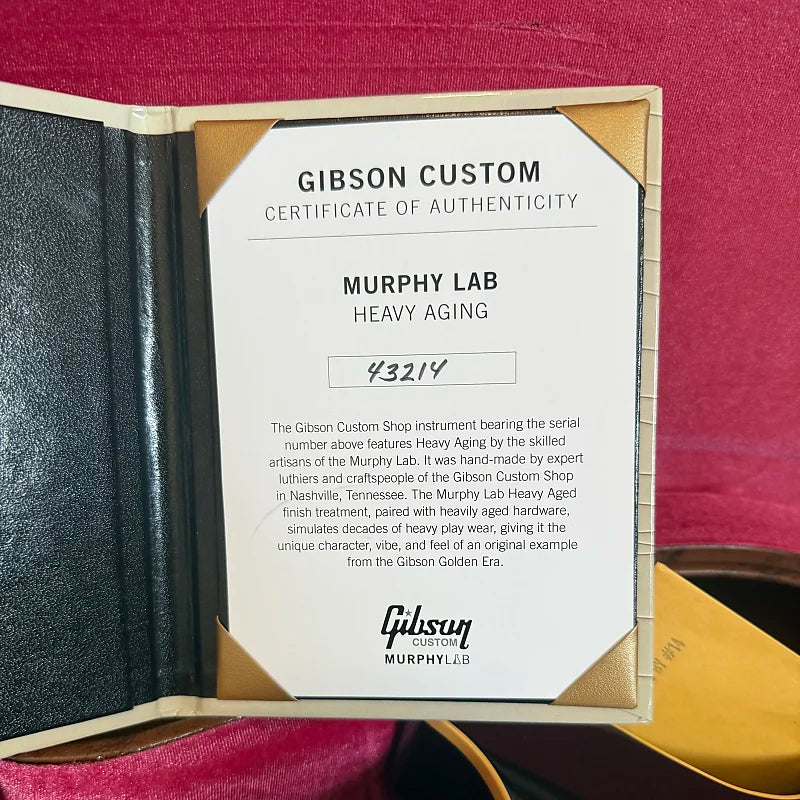 GIBSON CUSTOM
CERTIFICATE OF AUTHENTICITY
MURPHY LAB
HEAVY AGING
43214
The Gibson Custom Shop instrument bearing the serial
number above features Heavy Aging by the skilled
artisans of the Murphy Lab. It was hand-made by expert
luthiers and craftspeople of the Gibson Custom Shop
in Nashville, Tennessee. The Murphy Lab Heavy Aged
finish treatment, paired with heavily aged hardware,
simulates decades of heavy play wear, giving it the
unique character, vibe, and feel of an original example
from the Gibson Golden Era.
Gibson
CUSTOM
MURPHYLAB
#14